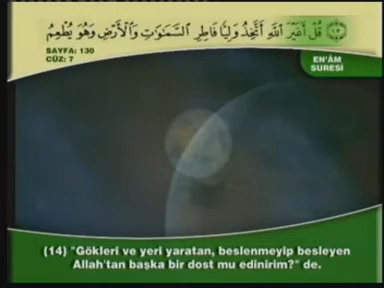 ﴿١٣﴾ قُلْ اَغَيْرَ اللّٰهِ اَتَّخِذُ وَلِيًّا فَاطِرِ السَّمٰوَاتِ وَالْاَرْضِ وَهُوَ يُطْعِمُ
SAYFA: 130
CÜZ: 7
EN'ÂM
SURESİ
(14) "Gökleri ve yeri yaratan, beslenmeyip besleyen
Allah'tan başka bir dost mu edinirim?" de.